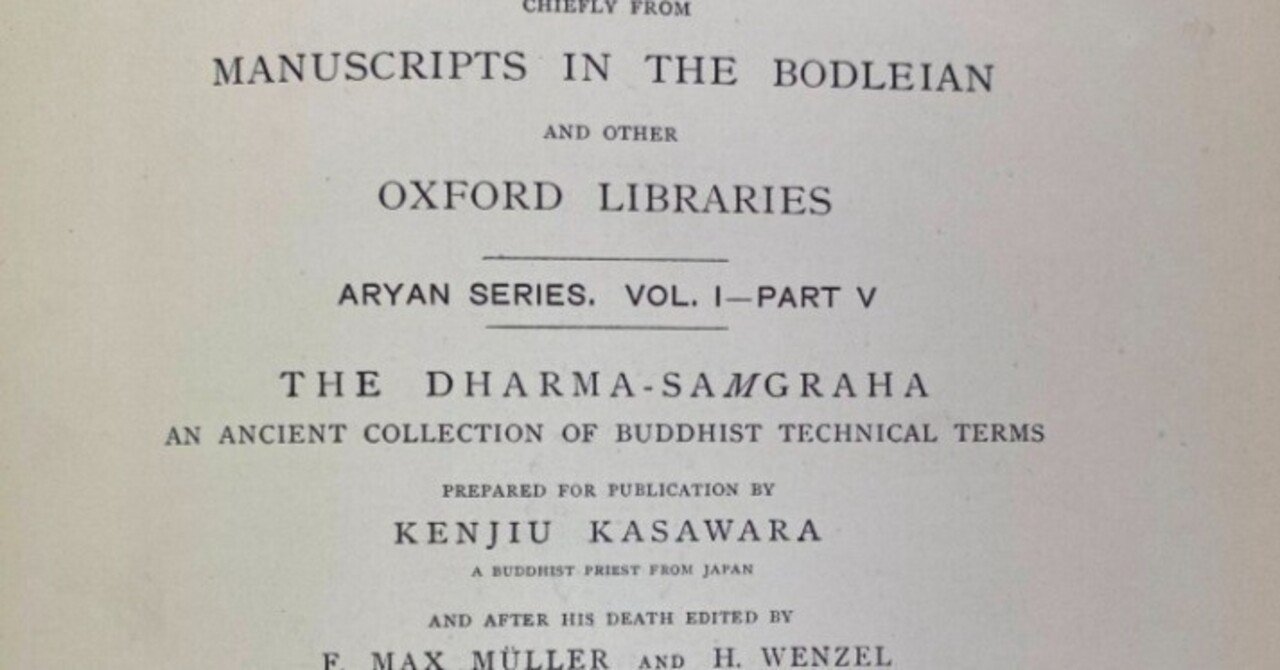 CHIEFLY FROM
MANUSCRIPTS IN THE BODLEIAN
AND OTHER
OXFORD LIBRARIES
ARYAN SERIES. VOL. I—PART V
THE DHARMA-SAMGRAHA
AN ANCIENT COLLECTION OF BUDDHIST TECHNICAL TERMS
PREPARED FOR PUBLICATION BY
KENJIU KASAWARA
A BUDDHIST PRIEST FROM JAPAN
AND AFTER HIS DEATH EDITED BY
F. MAX MÜLLER AND H. WENZEL